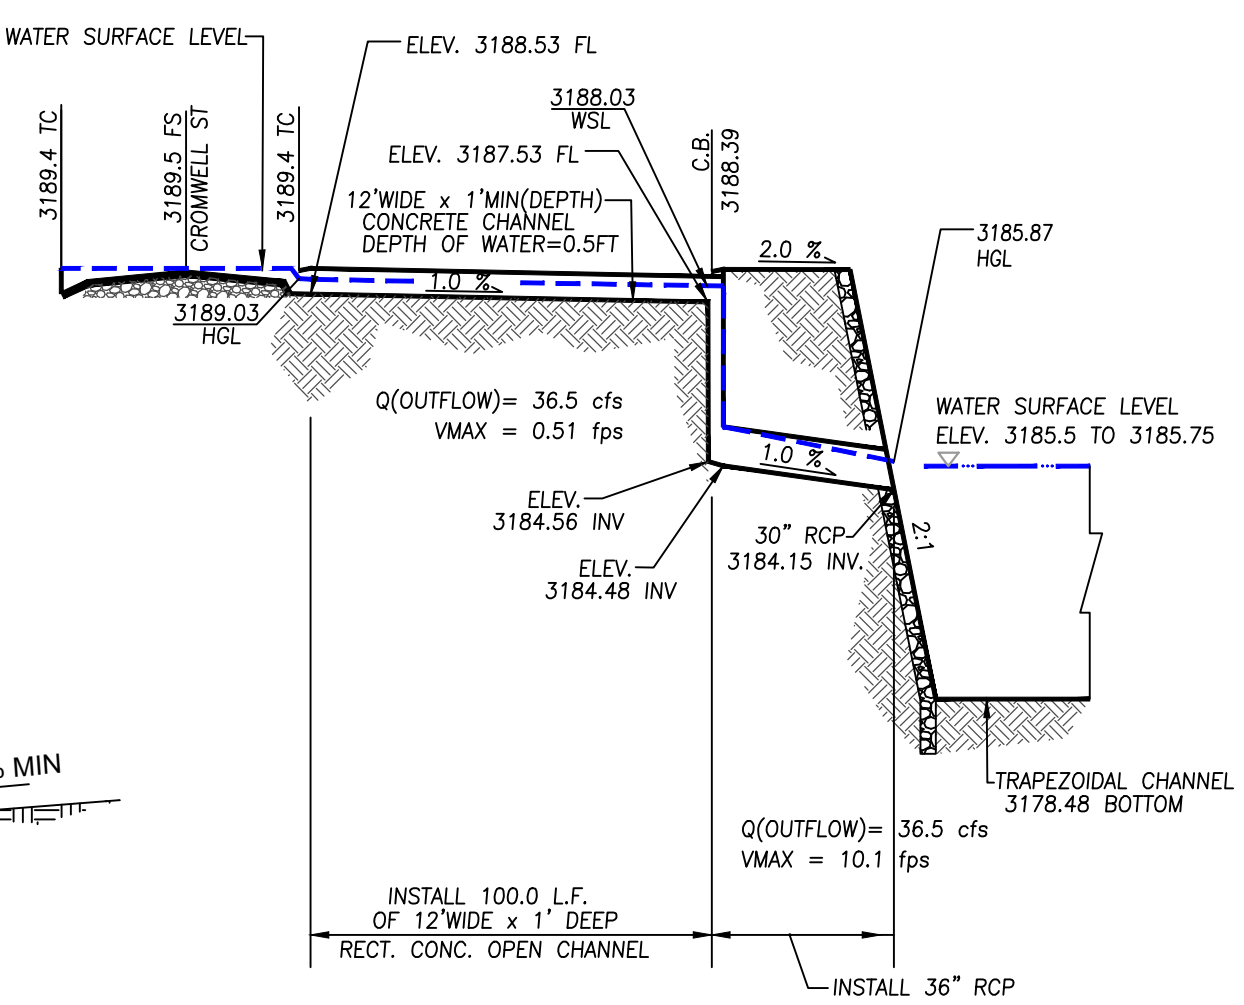 WATER SURFACE LEVEL
ELEV. 3188.53 FL
3189.4 TC
3189.5 FS
CROMWELL ST
3189.4 TC
3188.03
WSL
C.B.
3188.39
ELEV. 3187.53 FL
12'WIDE x 1'MIN(DEPTH)
CONCRETE CHANNEL
DEPTH OF WATER=0.5FT
2.0 %
3185.87
HGL
1.0 %
3189.03
HGL
Q(OUTFLOW)= 36.5 cfs
VMAX = 0.51 fps
WATER SURFACE LEVEL
ELEV. 3185.5 TO 3185.75
1.0 %
ELEV.
3184.56 INV
ELEV.
3184.48 INV
30" RCP
3184.15 INV.
2:1
% MIN
TRAPEZOIDAL CHANNEL
3178.48 BOTTOM
Q(OUTFLOW)= 36.5 cfs
VMAX = 10.1 fps
INSTALL 100.0 L.F.
OF 12'WIDE x 1' DEEP
RECT. CONC. OPEN CHANNEL
INSTALL 36" RCP